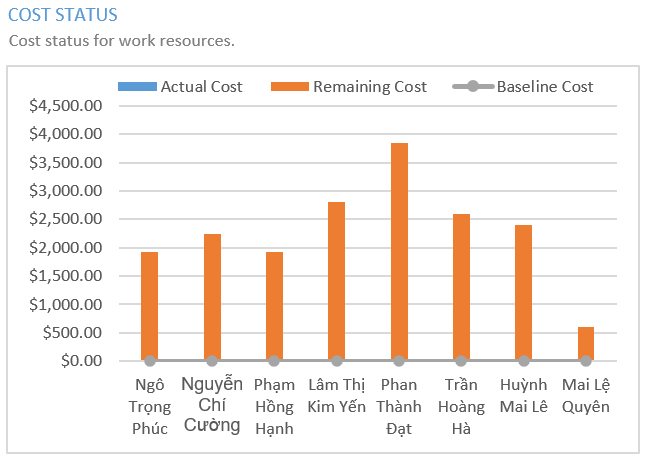 COST STATUS
Cost status for work resources.
Actual Cost Remaining Cost Baseline Cost
$4,500.00
$4,000.00
$3,500.00
$3,000.00
$2,500.00
$2,000.00
$1,500.00
$1,000.00
$500.00
$0.00
Ngô
Trọng
Phúc
Nguyễn
Chí
Cường
Phạm
Hồng
Hạnh
Lâm Thị
Kim Yến
Phan
Thành
Đạt
Trần
Hoàng
Hà
Huỳnh
Mai Lê
Mai Lệ
Quyên